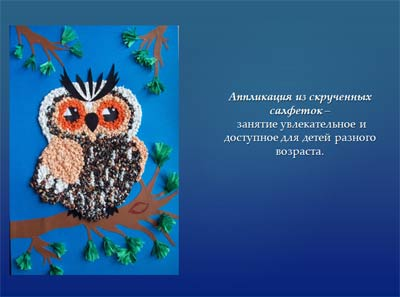 Аппликация из скрученных
салфеток –
занятие увлекательное и
доступное для детей разного
возраста.